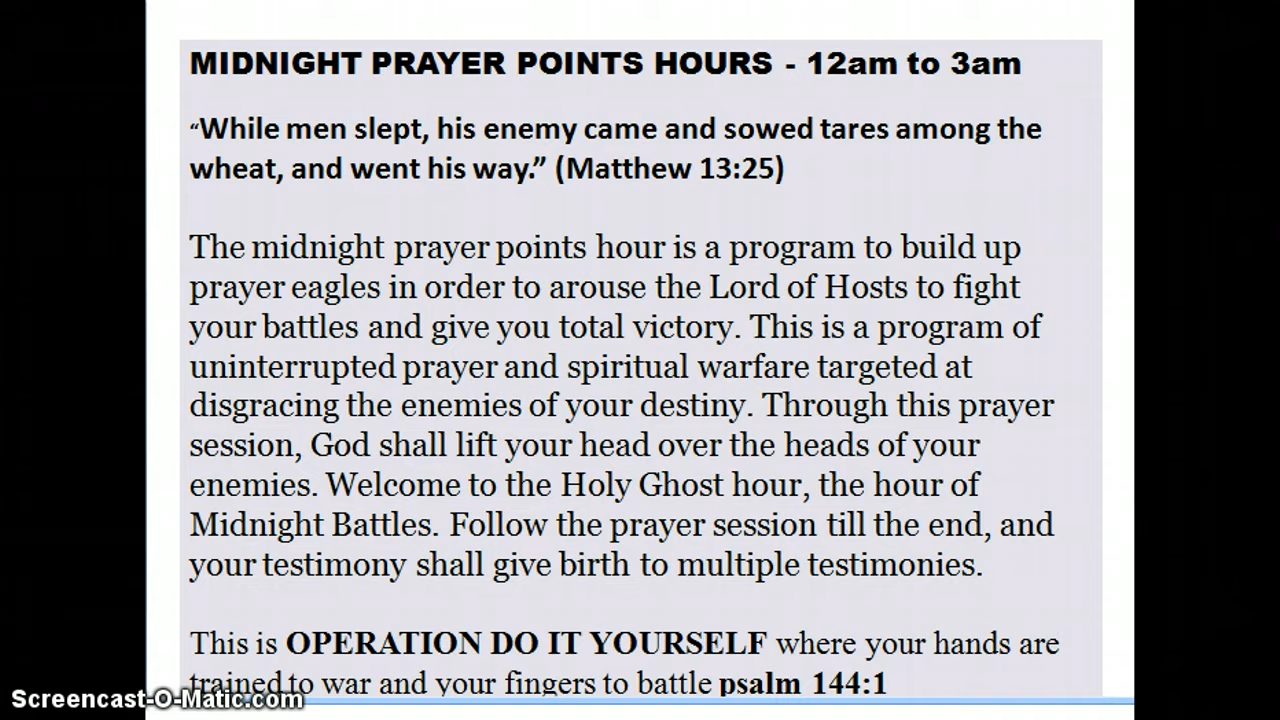 MIDNIGHT PRAYER POINTS HOURS - 12am to 3am
“While men slept, his enemy came and sowed tares among the
wheat, and went his way.” (Matthew 13:25)
The midnight prayer points hour is a program to build up
prayer eagles in order to arouse the Lord of Hosts to fight
your battles and give you total victory. This is a program of
uninterrupted prayer and spiritual warfare targeted at
disgracing the enemies of your destiny. Through this prayer
session, God shall lift your head over the heads of your
enemies. Welcome to the Holy Ghost hour, the hour of
Midnight Battles. Follow the prayer session till the end, and
your testimony shall give birth to multiple testimonies.
This is OPERATION DO IT YOURSELF where your hands are
trained to war and your fingers to battle psalm 144:1
Screencast-O-Matic.com